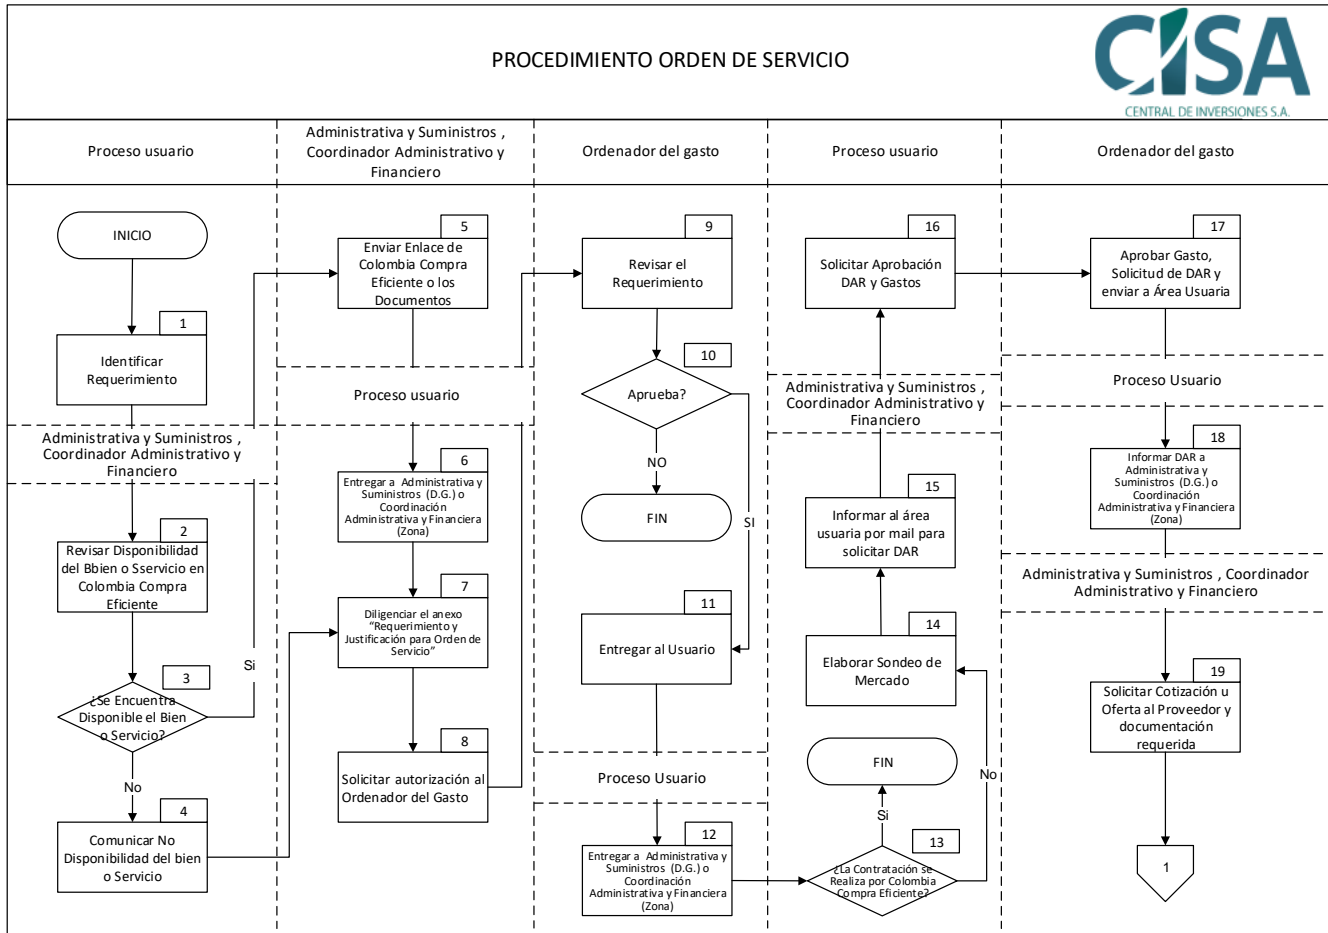 PROCEDIMIENTO ORDEN DE SERVICIO
CISA
CENTRAL DE INVERSIONES S.A.
Proceso usuario
Administrativa y Suministros ,
Coordinador Administrativo y
Financiero
Ordenador del gasto
Proceso usuario
Ordenador del gasto
INICIO
1
Identificar
Requerimiento
Administrativa y Suministros ,
Coordinador Administrativo y
Financiero
2
Revisar Disponibilidad
del Bbien o Sservicio en
Colombia Compra
Eficiente
3
¿Se Encuentra
Disponible el Bien
o Servicio?
Si
No
4
Comunicar No
Disponibilidad del bien
o Servicio
5
Enviar Enlace de
Colombia Compra
Eficiente o los
Documentos
Proceso usuario
6
Entregar a Administrativa y
Suministros (D.G.) o
Coordinación
Administrativa y Financiera
(Zona)
7
Diligenciar el anexo
“Requerimiento y
Justificación para Orden de
Servicio”
8
Solicitar autorización al
Ordenador del Gasto
9
Revisar el
Requerimiento
10
Aprueba?
NO
SI
FIN
11
Entregar al Usuario
Proceso Usuario
12
Entregar a Administrativa y
Suministros (D.G.) o
Coordinación
Administrativa y Financiera
(Zona)
16
Solicitar Aprobación
DAR y Gastos
Administrativa y Suministros ,
Coordinador Administrativo y
Financiero
15
Informar al área
usuaria por mail para
solicitar DAR
14
Elaborar Sondeo de
Mercado
FIN
Si
No
13
¿La Contratación se
Realiza por Colombia
Compra Eficiente?
17
Aprobar Gasto,
Solicitud de DAR y
enviar a Área Usuaria
Proceso Usuario
18
Informar DAR a
Administrativa y
Suministros (D.G.) o
Coordinación
Administrativa y Financiera
(Zona)
Administrativa y Suministros , Coordinador
Administrativo y Financiero
19
Solicitar Cotización u
Oferta al Proveedor y
documentación
requerida
1